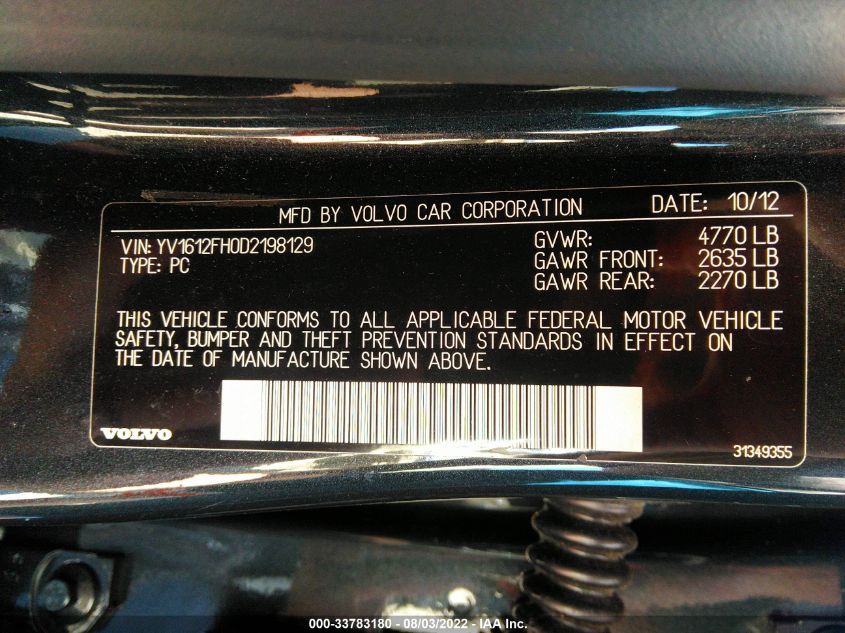 MFD BY VOLVO CAR CORPORATION DATE: 10/12
VIN: YV1612FH0D2198129 GVWR: 4770 LB
TYPE: PC GAWR FRONT: 2635 LB
GAWR REAR: 2270 LB
THIS VEHICLE CONFORMS TO ALL APPLICABLE FEDERAL MOTOR VEHICLE
SAFETY, BUMPER AND THEFT PREVENTION STANDARDS IN EFFECT ON
THE DATE OF MANUFACTURE SHOWN ABOVE.
VOLVO
31349355
000-33783180 - 08/03/2022 - IAA Inc.